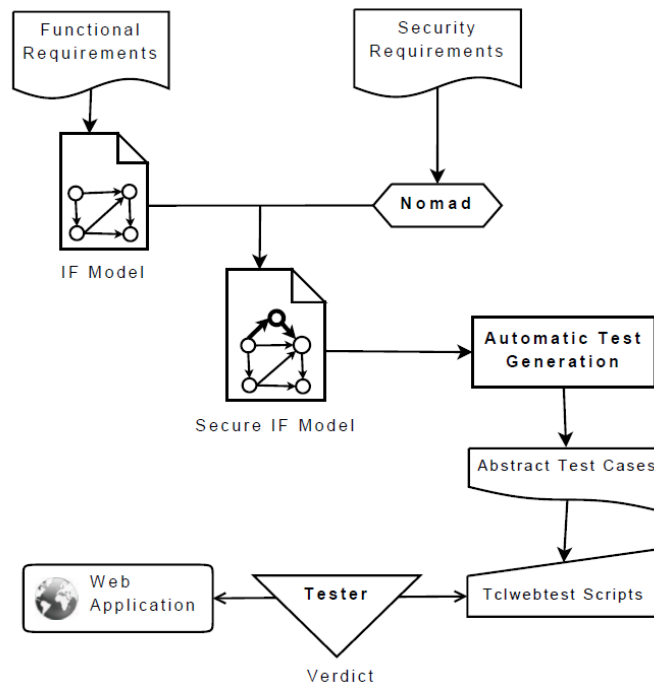 Functional
Requirements
Security
Requirements
Nomad
IF Model
Secure IF Model
Automatic Test
Generation
Abstract Test Cases
Web
Application
Tester
Tclwebtest Scripts
Verdict